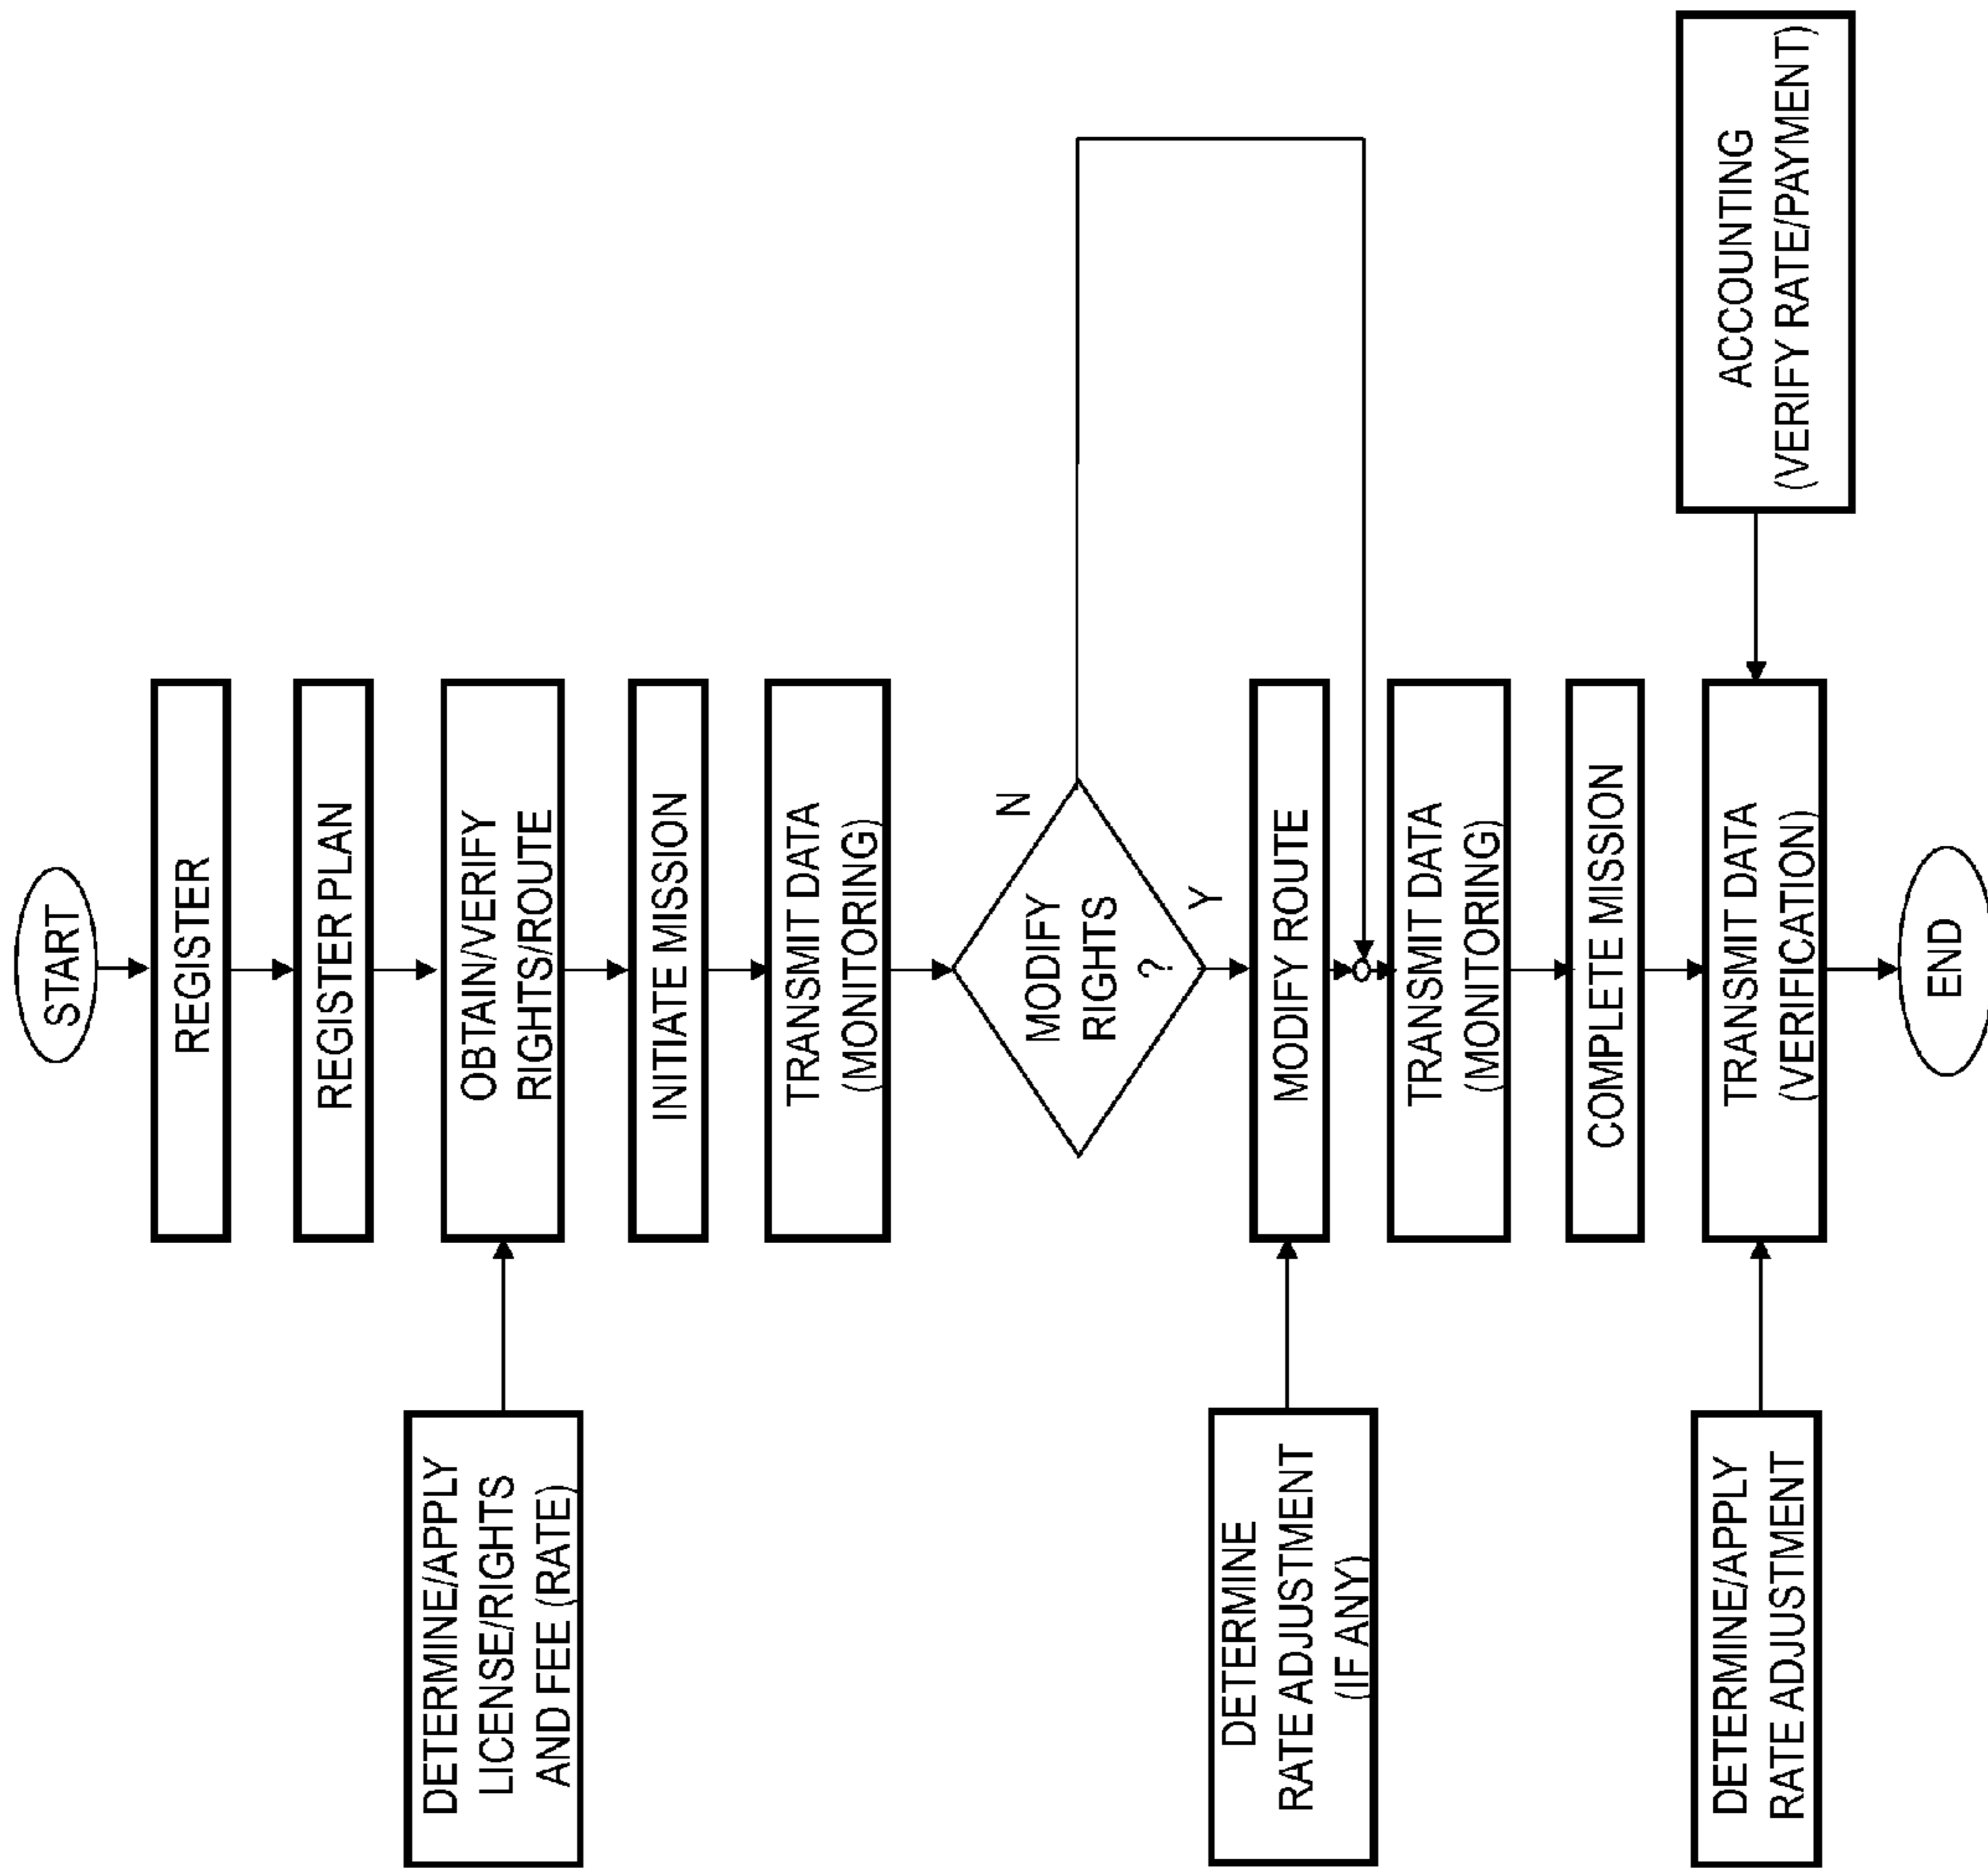 START
REGISTER
REGISTER PLAN
DETERMINE/APPLY
LICENSE/RIGHTS
AND FEE (RATE)
OBTAIN/VERIFY
RIGHTS/ROUTE
INITIATE MISSION
TRANSMIT DATA
(MONITORING)
MODIFY
RIGHTS
?
N
Y
DETERMINE
RATE ADJUSTMENT
(IF ANY)
MODIFY ROUTE
TRANSMIT DATA
(MONITORING)
COMPLETE MISSION
DETERMINE/APPLY
RATE ADJUSTMENT
TRANSMIT DATA
(VERIFICATION)
ACCOUNTING
(VERIFY RATE/PAYMENT)
END